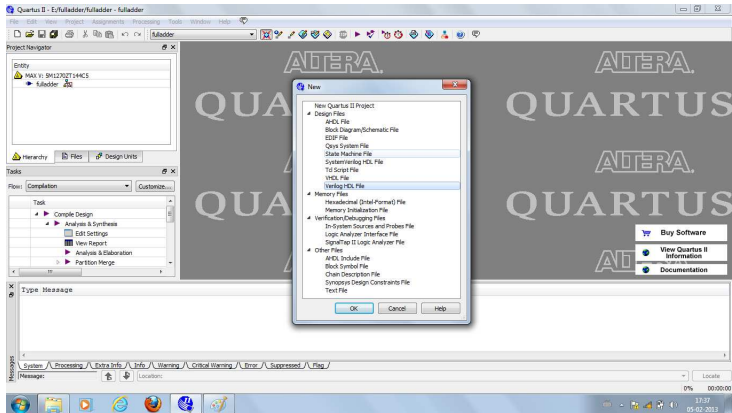 Quartus II - E:/fulladder/fulladder - fulladder
File Edit View Project Assignments Processing Tools Window Help
fulladder
Project Navigator
Entity
MAX V: 5M1270ZT144C5
fulladder
Hierarchy Files Design Units
Tasks
Flow: Compilation Customize...
Task
Compile Design
Analysis & Synthesis
Edit Settings
View Report
Analysis & Elaboration
Partition Merge
ALTERA.
QUA
ALTERA.
QUARTUS
ALTERA.
QUA
QUARTUS
New
New Quartus II Project
Design Files
AHDL File
Block Diagram/Schematic File
EDIF File
Qsys System File
State Machine File
SystemVerilog HDL File
Tcl Script File
VHDL File
Verilog HDL File
Memory Files
Hexadecimal (Intel-Format) File
Memory Initialization File
Verification/Debugging Files
In-System Sources and Probes File
Logic Analyzer Interface File
SignalTap II Logic Analyzer File
Other Files
AHDL Include File
Block Symbol File
Chain Description File
Synopsys Design Constraints File
Text File
OK Cancel Help
Buy Software
View Quartus II
Information
Documentation
Type Message
System Processing Extra Info Info Warning Critical Warning Error Suppressed Flag
Messages
Message: Location: Locate
0% 00:00:00
17:37
05-02-2013